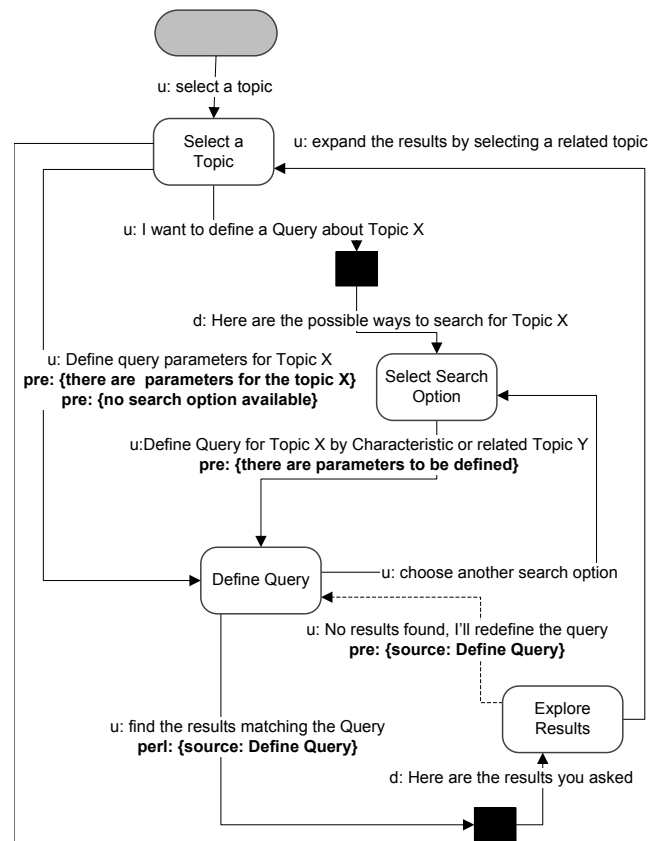 u: select a topic
Select a
Topic
u: expand the results by selecting a related topic
u: I want to define a Query about Topic X
d: Here are the possible ways to search for Topic X
u: Define query parameters for Topic X
pre: {there are parameters for the topic X}
pre: {no search option available}
Select Search
Option
u:Define Query for Topic X by Characteristic or related Topic Y
pre: {there are parameters to be defined}
Define Query
u: choose another search option
u: No results found, I'll redefine the query
pre: {source: Define Query}
Explore
Results
u: find the results matching the Query
perl: {source: Define Query}
d: Here are the results you asked